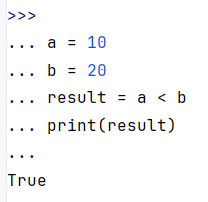 >>>
... a = 10
... b = 20
... result = a < b
... print(result)
...
True